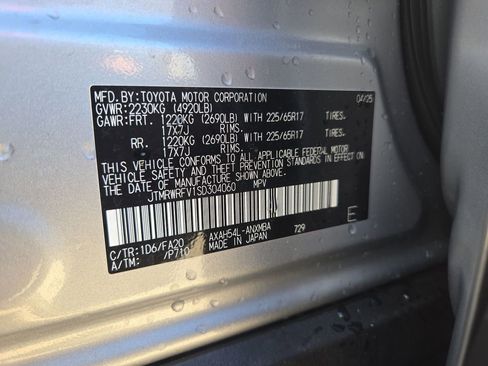 MFD. BY: TOYOTA MOTOR CORPORATION 04/25
GVWR: 2230KG (4920LB)
GAWR: FRT. 1220KG (2690LB) WITH 225/65R17 TIRES.
17X7J RIMS.
RR. 1220KG (2690LB) WITH 225/65R17 TIRES.
17X7J RIMS.
THIS VEHICLE CONFORMS TO ALL APPLICABLE FEDERAL MOTOR
VEHICLE SAFETY STANDARDS IN EFFECT ON THE DATE OF
MANUFACTURE SHOWN ABOVE.
JTMRWRFV1SD304060 MPV
E
C/TR: 1D6/FA20 AXAH54L-ANXMBA 729
A/TM: /P710 MADE IN JAPAN